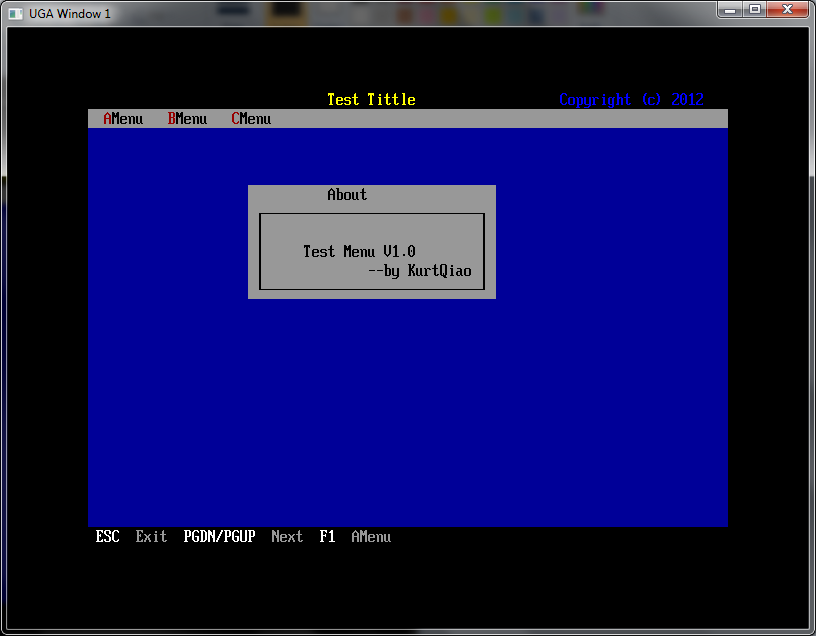 UGA Window 1
Test Tittle Copyright (c) 2012
AMenu BMenu CMenu
About
Test Menu V1.0
--by KurtQiao
ESC Exit PGDN/PGUP Next F1 AMenu